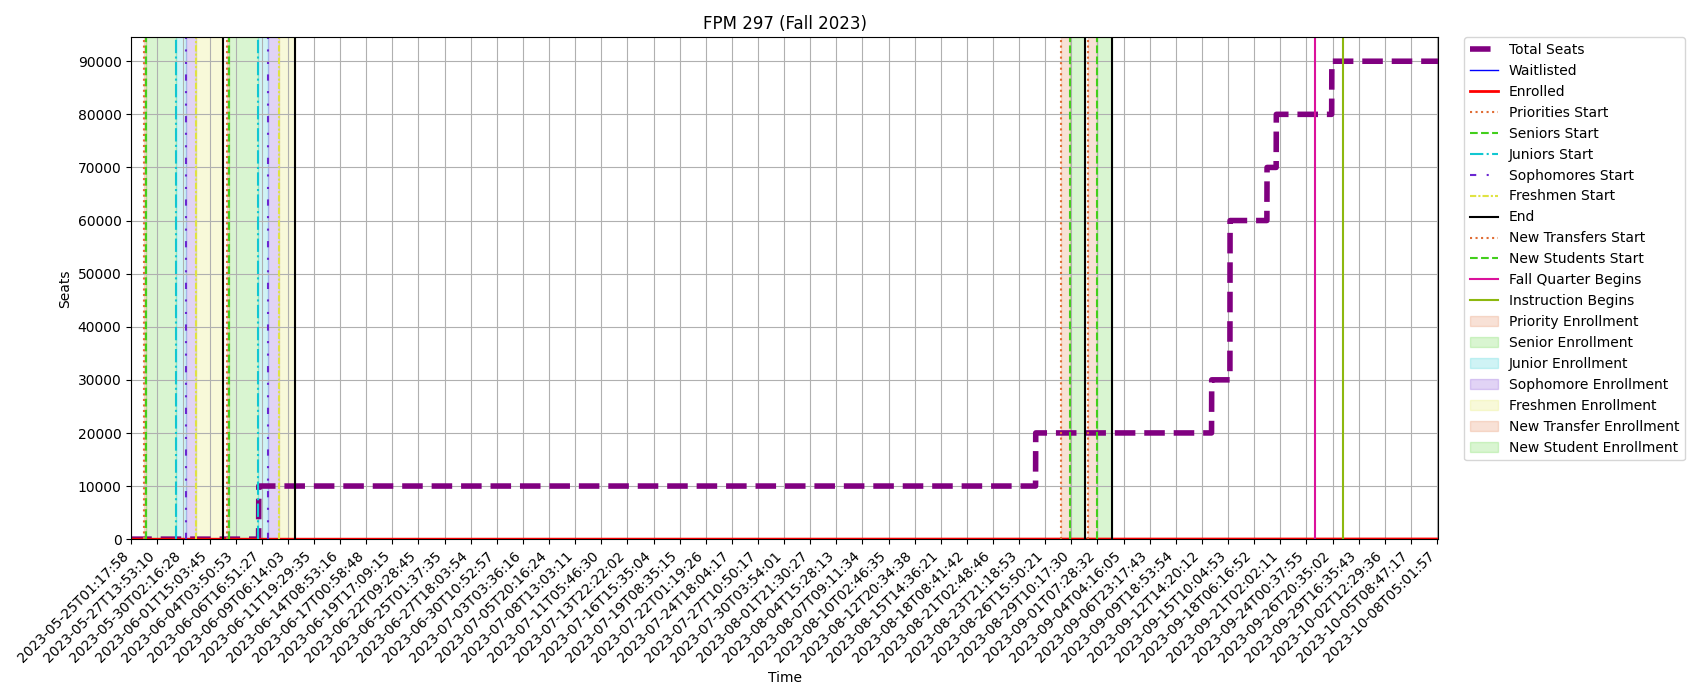 FPM 297 (Fall 2023)
90000
80000
70000
60000
50000
40000
30000
20000
10000
0
Seats
2023-05-25T01:17:58
2023-05-27T13:53:10
2023-05-30T02:16:28
2023-06-01T15:03:45
2023-06-04T03:50:53
2023-06-06T16:51:27
2023-06-09T06:14:03
2023-06-11T19:29:35
2023-06-14T08:53:16
2023-06-17T00:58:48
2023-06-19T17:09:15
2023-06-22T09:28:45
2023-06-25T01:37:35
2023-06-27T18:03:54
2023-06-30T10:52:57
2023-07-03T03:36:16
2023-07-05T20:16:24
2023-07-08T13:03:11
2023-07-11T05:46:30
2023-07-13T22:22:02
2023-07-16T15:35:04
2023-07-19T08:35:15
2023-07-22T01:19:26
2023-07-24T18:04:17
2023-07-27T10:50:17
2023-07-30T03:54:01
2023-08-01T21:30:27
2023-08-04T15:28:13
2023-08-07T09:11:34
2023-08-10T02:46:35
2023-08-12T20:34:38
2023-08-15T14:36:21
2023-08-18T08:41:42
2023-08-21T02:48:46
2023-08-23T21:18:53
2023-08-26T15:50:21
2023-08-29T10:17:30
2023-09-01T07:28:32
2023-09-04T04:16:05
2023-09-06T23:17:43
2023-09-09T18:53:54
2023-09-12T14:20:12
2023-09-15T10:04:53
2023-09-18T06:16:52
2023-09-21T02:02:11
2023-09-24T00:37:55
2023-09-26T20:35:02
2023-09-29T16:35:43
2023-10-02T12:29:36
2023-10-05T08:47:17
2023-10-08T05:01:57
Time
Total Seats
Waitlisted
Enrolled
Priorities Start
Seniors Start
Juniors Start
Sophomores Start
Freshmen Start
End
New Transfers Start
New Students Start
Fall Quarter Begins
Instruction Begins
Priority Enrollment
Senior Enrollment
Junior Enrollment
Sophomore Enrollment
Freshmen Enrollment
New Transfer Enrollment
New Student Enrollment